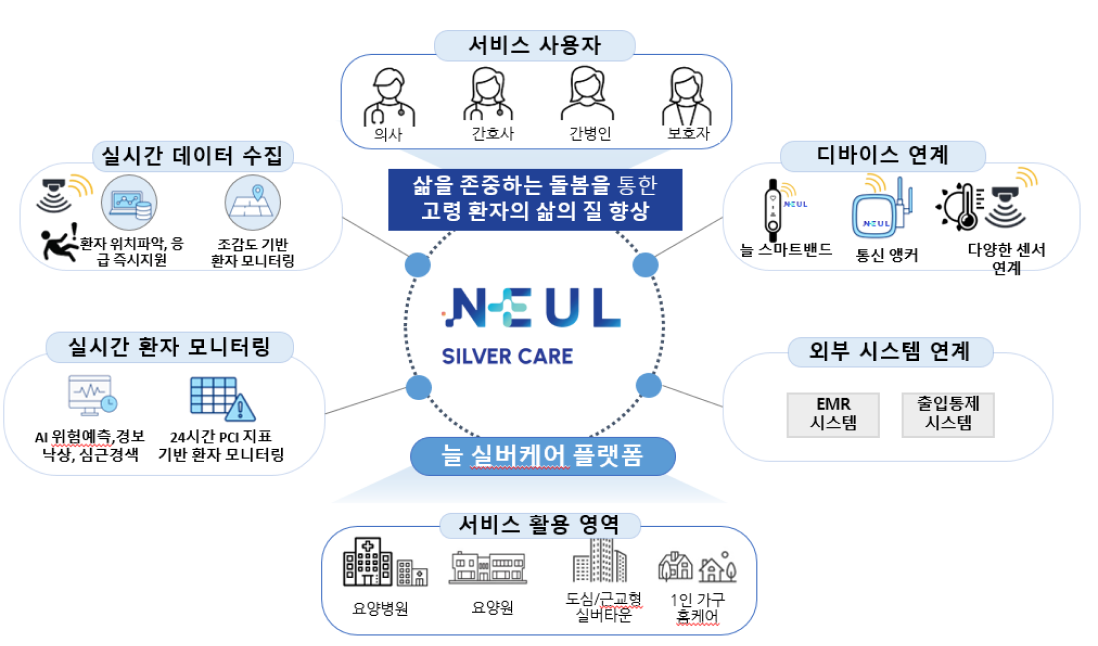 서비스 사용자
의사
간호사
간병인
보호자
실시간 데이터 수집
환자 위치파악, 응
급 즉시지원
조감도 기반
환자 모니터링
삶을 존중하는 돌봄을 통한
고령 환자의 삶의 질 향상
디바이스 연계
NEUL
늘 스마트밴드
NEUL
통신 앵커
다양한 센서
연계
NEUL
SILVER CARE
실시간 환자 모니터링
AI 위험예측,경보
낙상, 심근경색
24시간 PCI 지표
기반 환자 모니터링
외부 시스템 연계
EMR
시스템
출입통제
시스템
늘 실버케어 플랫폼
서비스 활용 영역
요양병원
요양원
도심/근교형
실버타운
1인 가구
홈케어